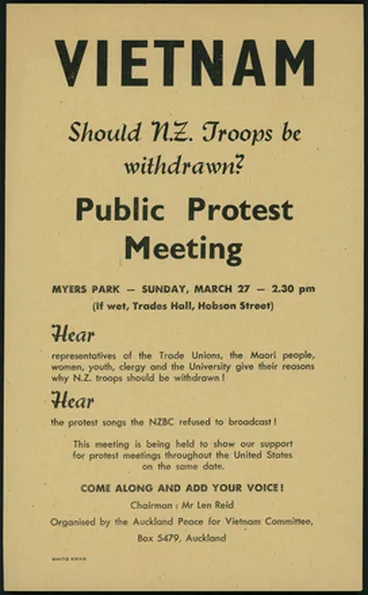 VIETNAM
Should N.Z. Troops be
withdrawn?
Public Protest
Meeting
MYERS PARK — SUNDAY, MARCH 27 — 2.30 pm
(if wet, Trades Hall, Hobson Street)
Hear
representatives of the Trade Unions, the Maori people,
women, youth, clergy and the University give their reasons
why N.Z. troops should be withdrawn !
Hear
the protest songs the NZBC refused to broadcast !
This meeting is being held to show our support
for protest meetings throughout the United States
on the same date.
COME ALONG AND ADD YOUR VOICE !
Chairman : Mr Len Reid
Organised by the Auckland Peace for Vietnam Committee,
Box 5479, Auckland